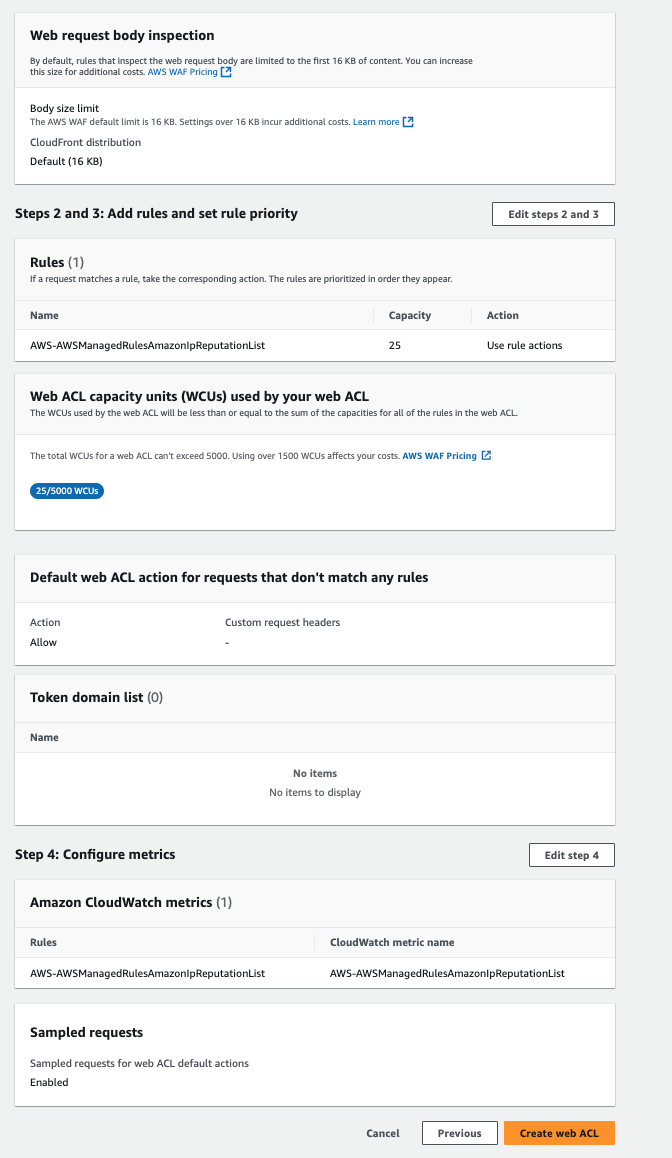 Web request body inspection
By default, rules that inspect the web request body are limited to the first 16 KB of content. You can increase
this size for additional costs. AWS WAF Pricing
Body size limit
The AWS WAF default limit is 16 KB. Settings over 16 KB incur additional costs. Learn more
CloudFront distribution
Default (16 KB)
Steps 2 and 3: Add rules and set rule priority
Edit steps 2 and 3
Rules (1)
If a request matches a rule, take the corresponding action. The rules are prioritized in order they appear.
Name Capacity Action
AWS-AWSManagedRulesAmazonIpReputationList 25 Use rule actions
Web ACL capacity units (WCUs) used by your web ACL
The WCUs used by the web ACL will be less than or equal to the sum of the capacities for all of the rules in the web ACL.
The total WCUs for a web ACL can't exceed 5000. Using over 1500 WCUs affects your costs. AWS WAF Pricing
25/5000 WCUs
Default web ACL action for requests that don't match any rules
Action Custom request headers
Allow -
Token domain list (0)
Name
No items
No items to display
Step 4: Configure metrics
Edit step 4
Amazon CloudWatch metrics (1)
Rules CloudWatch metric name
AWS-AWSManagedRulesAmazonIpReputationList AWS-AWSManagedRulesAmazonIpReputationList
Sampled requests
Sampled requests for web ACL default actions
Enabled
Cancel Previous Create web ACL